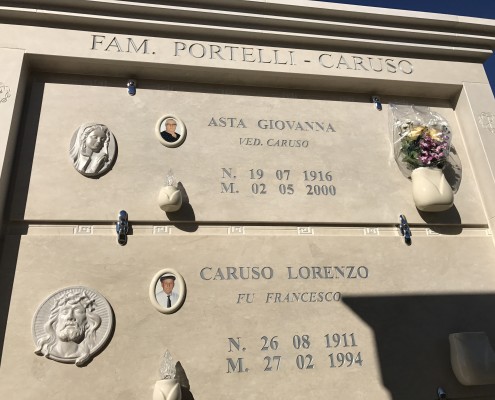 FAM. PORTELLI - CARUSO
ASTA GIOVANNA
VED. CARUSO
N. 19 07 1916
M. 02 05 2000
CARUSO LORENZO
FU FRANCESCO
N. 26 08 1911
M. 27 02 1994